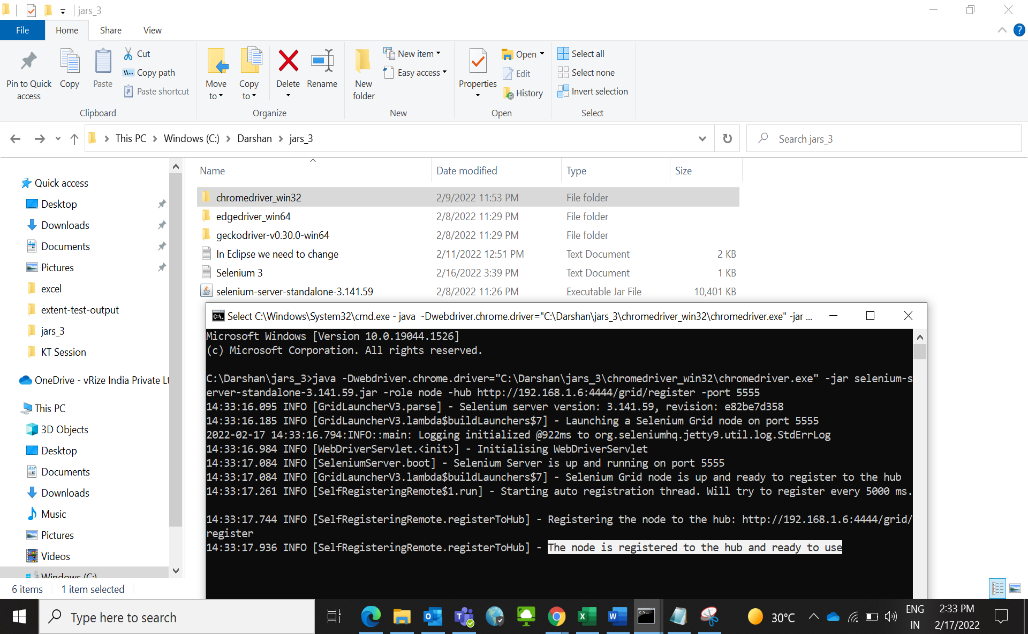 jars_3
File Home Share View
Pin to Quick access
Copy
Paste
Cut
Copy path
Paste shortcut
Clipboard
Move to
Copy to
Delete
Rename
Organize
New folder
New item
Easy access
New
Properties
Open
Edit
History
Open
Select all
Select none
Invert selection
Select
This PC > Windows (C:) > Darshan > jars_3
Search jars_3
Quick access
Desktop
Downloads
Documents
Pictures
excel
extent-test-output
jars_3
KT Session
OneDrive - vRize India Private Lt
This PC
3D Objects
Desktop
Documents
Downloads
Music
Pictures
Videos
Windows (C:)
Name Date modified Type Size
chromedriver_win32 2/9/2022 11:53 PM File folder
edgedriver_win64 2/8/2022 11:29 PM File folder
geckodriver-v0.30.0-win64 2/8/2022 11:29 PM File folder
In Eclipse we need to change 2/11/2022 12:51 PM Text Document 2 KB
Selenium 3 2/16/2022 3:39 PM Text Document 1 KB
selenium-server-standalone-3.141.59 2/8/2022 11:26 PM Executable Jar File 10,401 KB
Select C:\Windows\System32\cmd.exe - java -Dwebdriver.chrome.driver="C:\Darshan\jars_3\chromedriver_win32\chromedriver.exe" -jar ...
Microsoft Windows [Version 10.0.19044.1526]
(c) Microsoft Corporation. All rights reserved.
C:\Darshan\jars_3>java -Dwebdriver.chrome.driver="C:\Darshan\jars_3\chromedriver_win32\chromedriver.exe" -jar selenium-s
erver-standalone-3.141.59.jar -role node -hub http://192.168.1.6:4444/grid/register -port 5555
14:33:16.095 INFO [GridLauncherV3.parse] - Selenium server version: 3.141.59, revision: e82be7d358
14:33:16.185 INFO [GridLauncherV3.lambda$buildLaunchers$7] - Launching a Selenium Grid node on port 5555
2022-02-17 14:33:16.794:INFO::main: Logging initialized @922ms to org.seleniumhq.jetty9.util.log.StdErrLog
14:33:16.984 INFO [WebDriverServlet.<init>] - Initialising WebDriverServlet
14:33:17.084 INFO [SeleniumServer.boot] - Selenium Server is up and running on port 5555
14:33:17.084 INFO [GridLauncherV3.lambda$buildLaunchers$7] - Selenium Grid node is up and ready to register to the hub
14:33:17.261 INFO [SelfRegisteringRemote$1.run] - Starting auto registration thread. Will try to register every 5000 ms.
14:33:17.744 INFO [SelfRegisteringRemote.registerToHub] - Registering the node to the hub: http://192.168.1.6:4444/grid/
register
14:33:17.936 INFO [SelfRegisteringRemote.registerToHub] - The node is registered to the hub and ready to use
6 items 1 item selected
Type here to search
30°C
ENG
IN
2:33 PM
2/17/2022